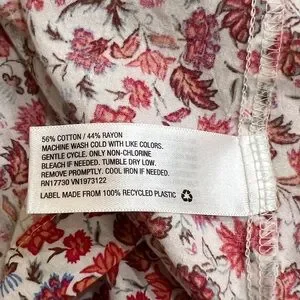 56% COTTON / 44% RAYON
MACHINE WASH COLD WITH LIKE COLORS.
GENTLE CYCLE. ONLY NON-CHLORINE
BLEACH IF NEEDED. TUMBLE DRY LOW.
REMOVE PROMPTLY. COOL IRON IF NEEDED.
RN17730 VN1973122
LABEL MADE FROM 100% RECYCLED PLASTIC